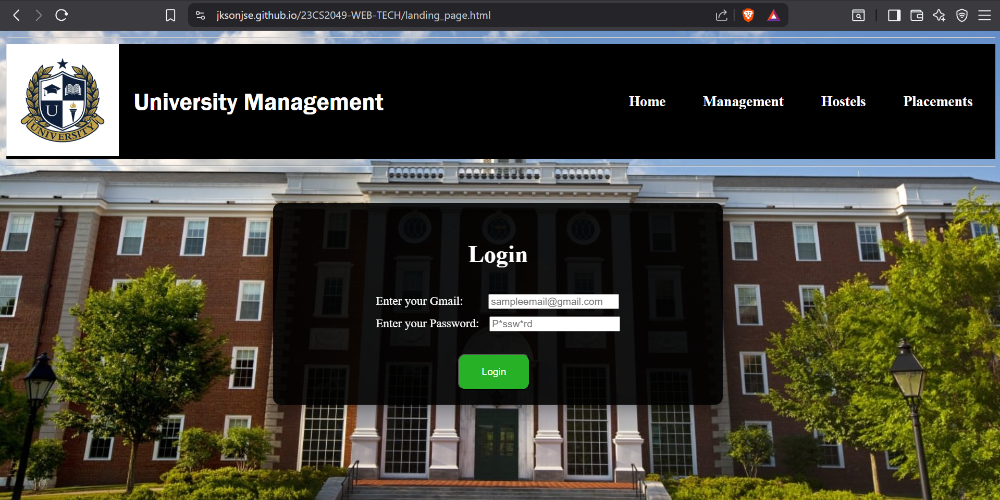 jksonjse.github.io/23CS2049-WEB-TECH/landing_page.html
U
UNIVERSITY
University Management
Home Management Hostels Placements
Login
Enter your Gmail: sampleemail@gmail.com
Enter your Password: P*ssw*rd
Login